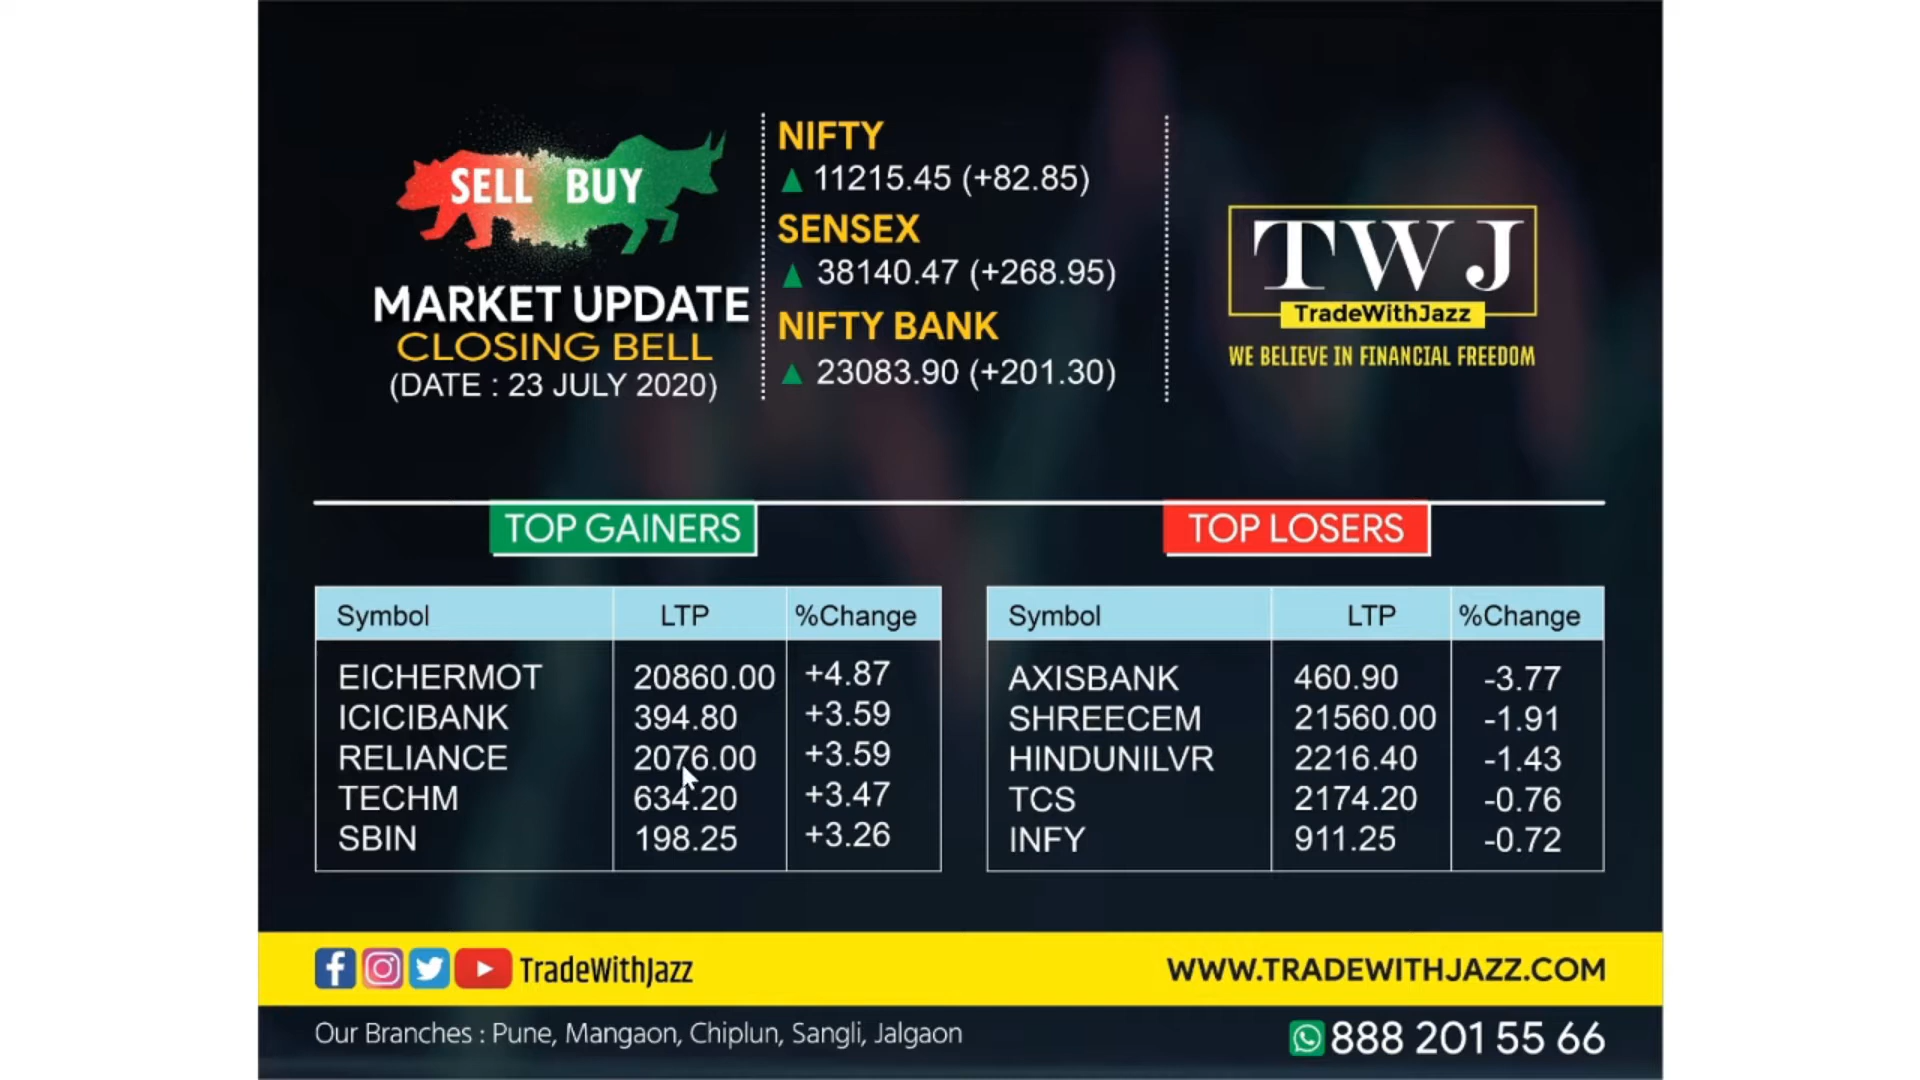 SELL BUY
MARKET UPDATE
CLOSING BELL
(DATE : 23 JULY 2020)
NIFTY
▲ 11215.45 (+82.85)
SENSEX
▲ 38140.47 (+268.95)
NIFTY BANK
▲ 23083.90 (+201.30)
TWJ
TradeWithJazz
WE BELIEVE IN FINANCIAL FREEDOM
TOP GAINERS
Symbol LTP %Change
EICHERMOT 20860.00 +4.87
ICICIBANK 394.80 +3.59
RELIANCE 2076.00 +3.59
TECHM 634.20 +3.47
SBIN 198.25 +3.26
TOP LOSERS
Symbol LTP %Change
AXISBANK 460.90 -3.77
SHREECEM 21560.00 -1.91
HINDUNILVR 2216.40 -1.43
TCS 2174.20 -0.76
INFY 911.25 -0.72
TradeWithJazz
WWW.TRADEWITHJAZZ.COM
Our Branches : Pune, Mangaon, Chiplun, Sangli, Jalgaon
888 201 55 66